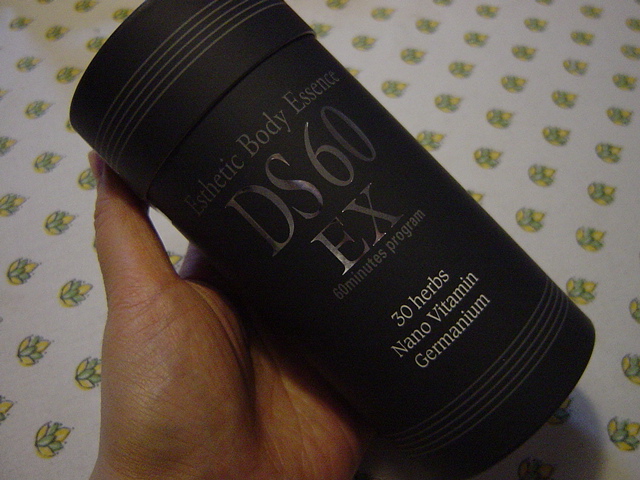 Esthetic Body Essence
DS60
EX
60minutes program
30 herbs
Nano Vitamin
Germanium